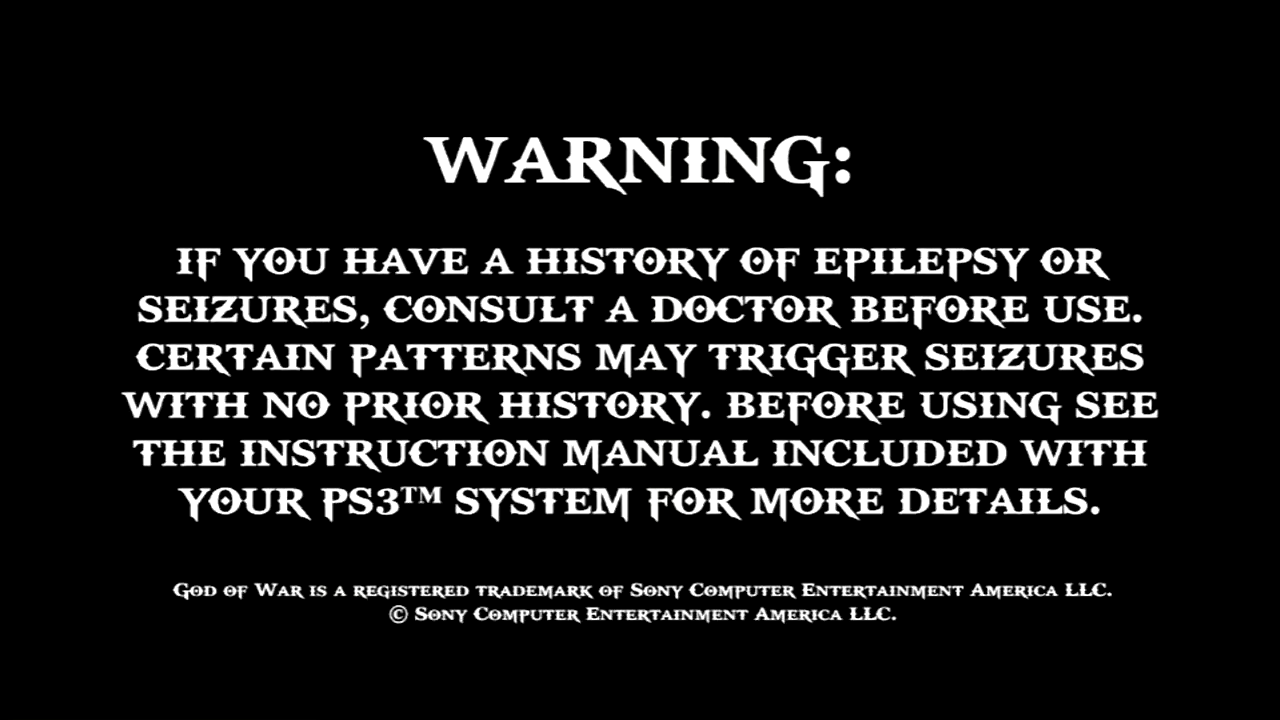 WARNING:
IF YOU HAVE A HISTORY OF EPILEPSY OR
SEIZURES, CONSULT A DOCTOR BEFORE USE.
CERTAIN PATTERNS MAY TRIGGER SEIZURES
WITH NO PRIOR HISTORY. BEFORE USING SEE
THE INSTRUCTION MANUAL INCLUDED WITH
YOUR PS3™ SYSTEM FOR MORE DETAILS.
God of War is a registered trademark of Sony Computer Entertainment America LLC.
© Sony Computer Entertainment America LLC.